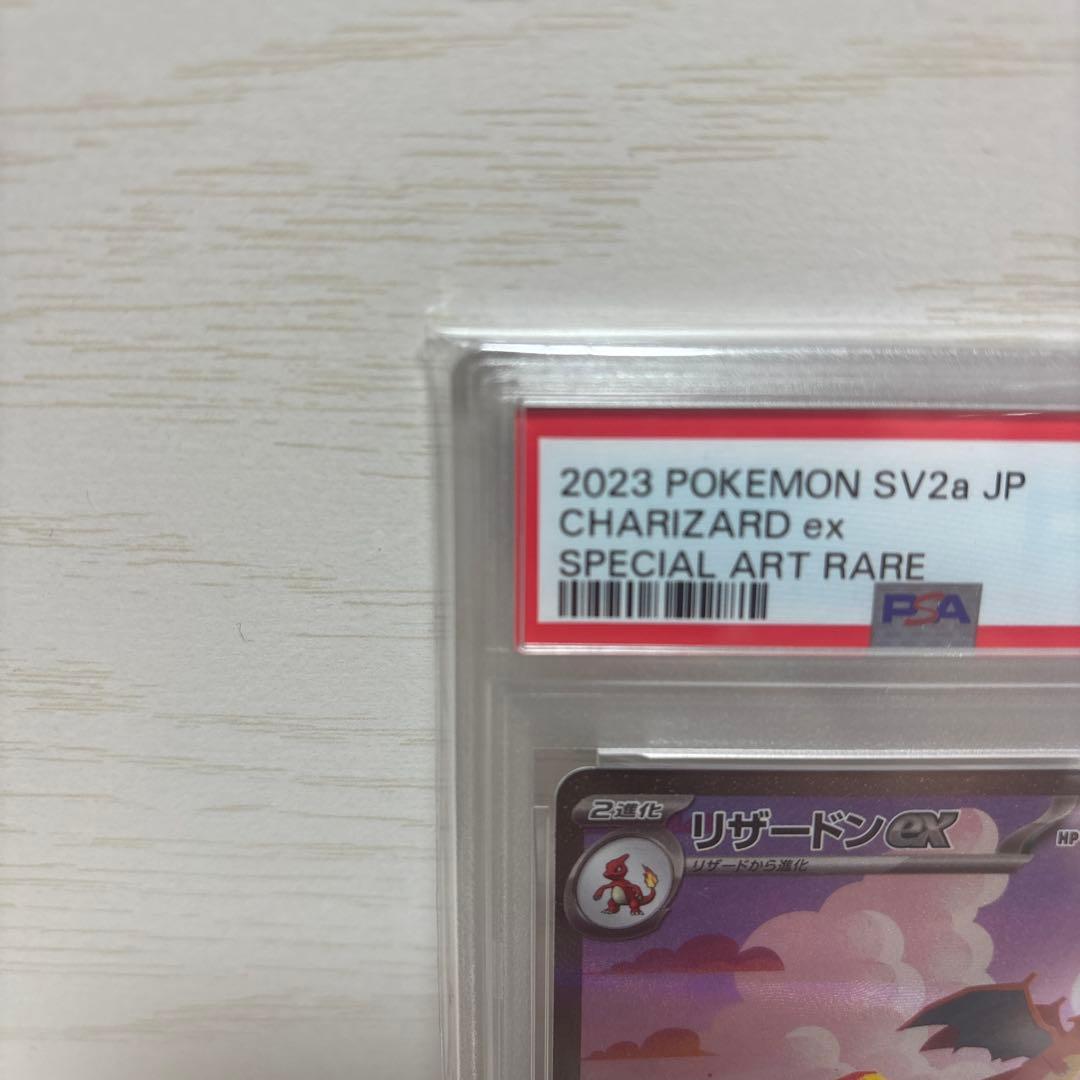 2023 POKEMON SV2a JP
CHARIZARD ex
SPECIAL ART RARE
PSA
2進化
リザードンex
HP
リザードから進化